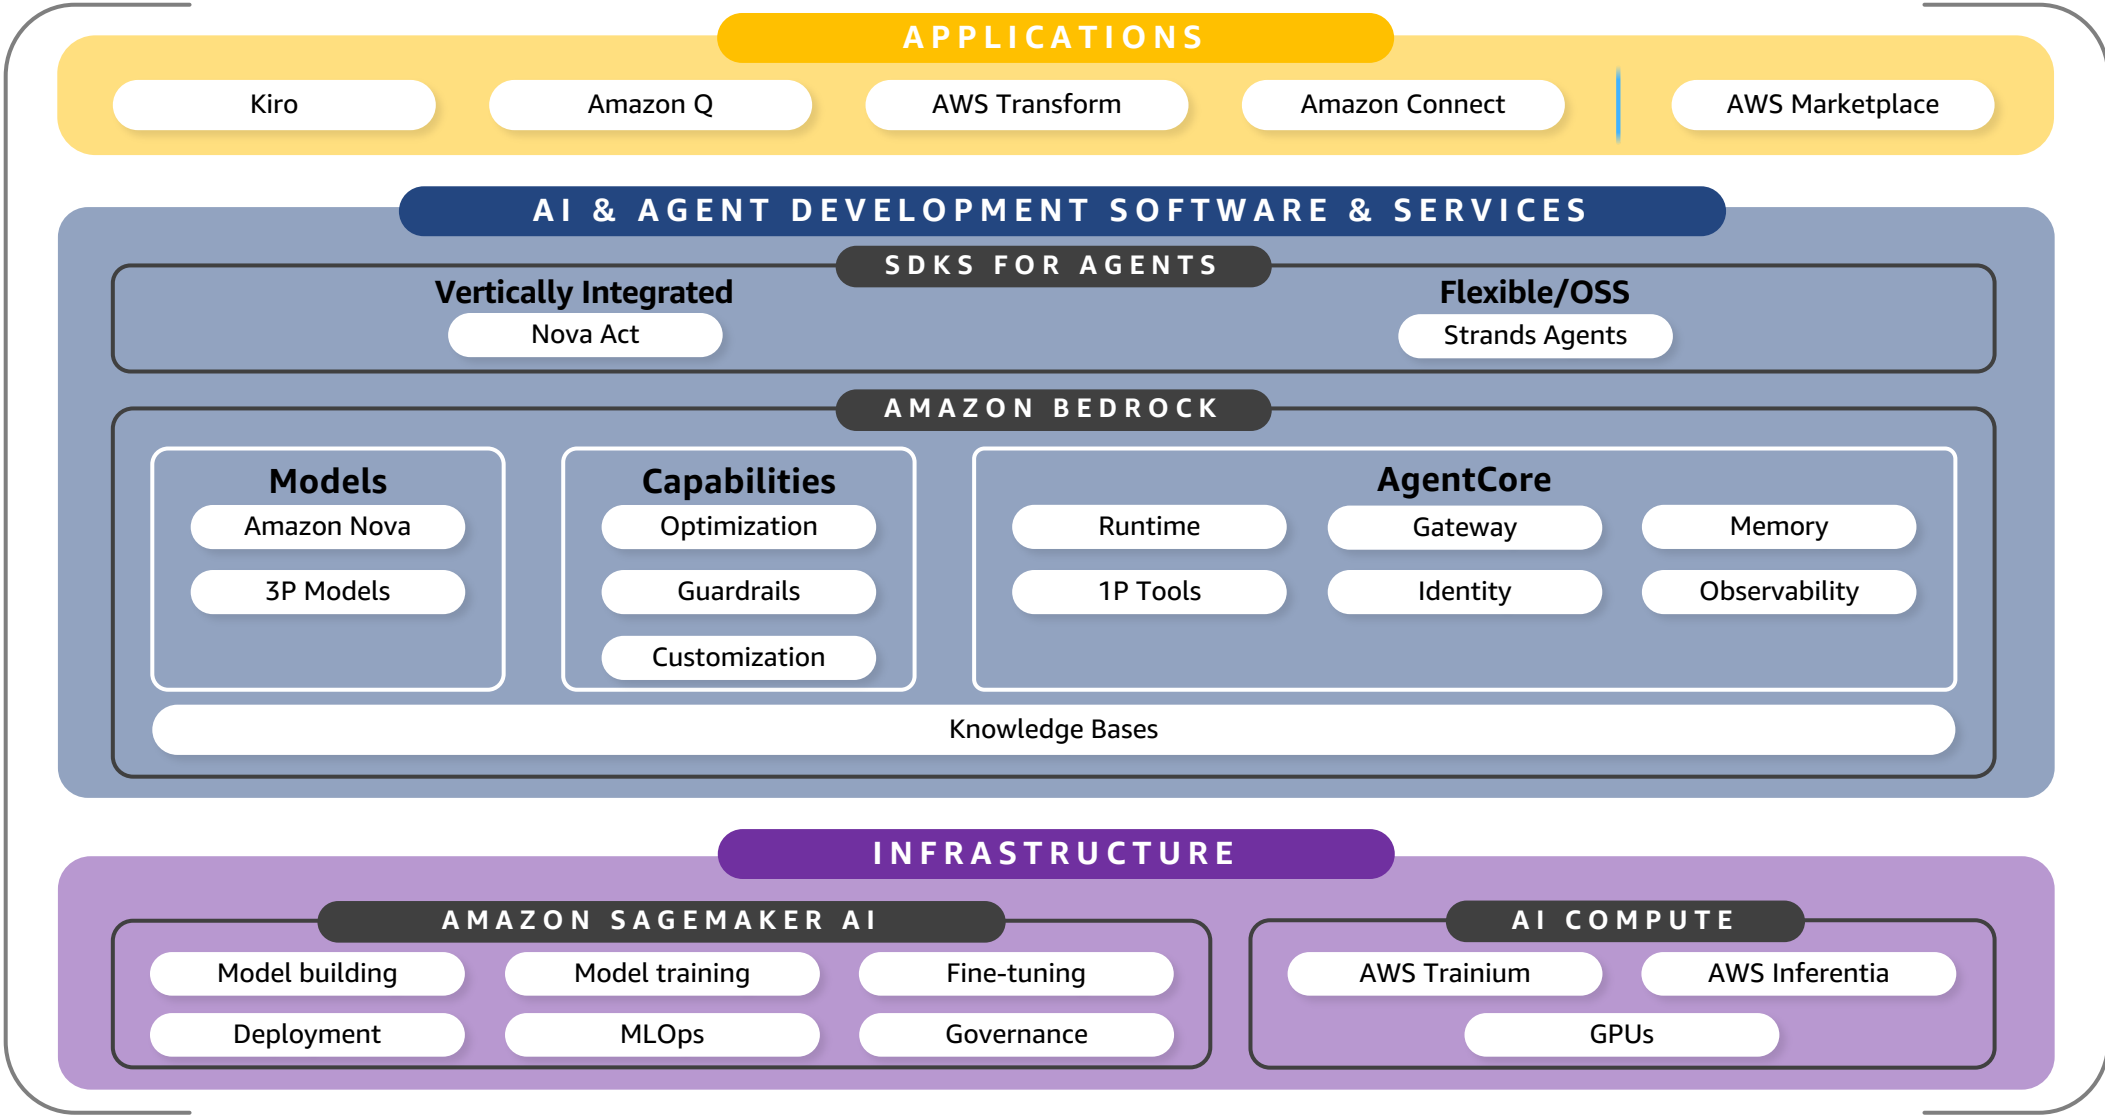 APPLICATIONS
Kiro
Amazon Q
AWS Transform
Amazon Connect
AWS Marketplace
AI & AGENT DEVELOPMENT SOFTWARE & SERVICES
SDKS FOR AGENTS
Vertically Integrated
Nova Act
Flexible/OSS
Strands Agents
AMAZON BEDROCK
Models
Amazon Nova
3P Models
Capabilities
Optimization
Guardrails
Customization
AgentCore
Runtime
Gateway
Memory
1P Tools
Identity
Observability
Knowledge Bases
INFRASTRUCTURE
AMAZON SAGEMAKER AI
Model building
Model training
Fine-tuning
Deployment
MLOps
Governance
AI COMPUTE
AWS Trainium
AWS Inferentia
GPUs